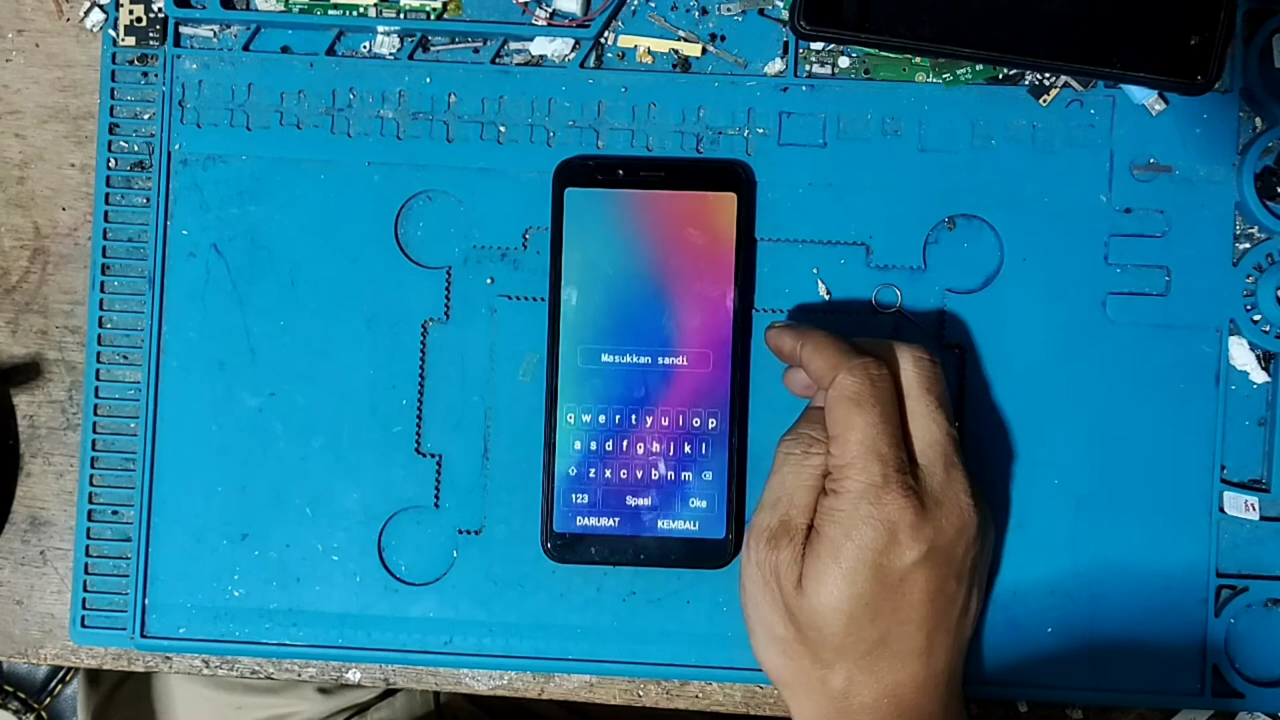 Masukkan sandi
q w e r t y u i o p
a s d f g h j k l
z x c v b n m
123 Spasi Oke
DARURAT KEMBALI